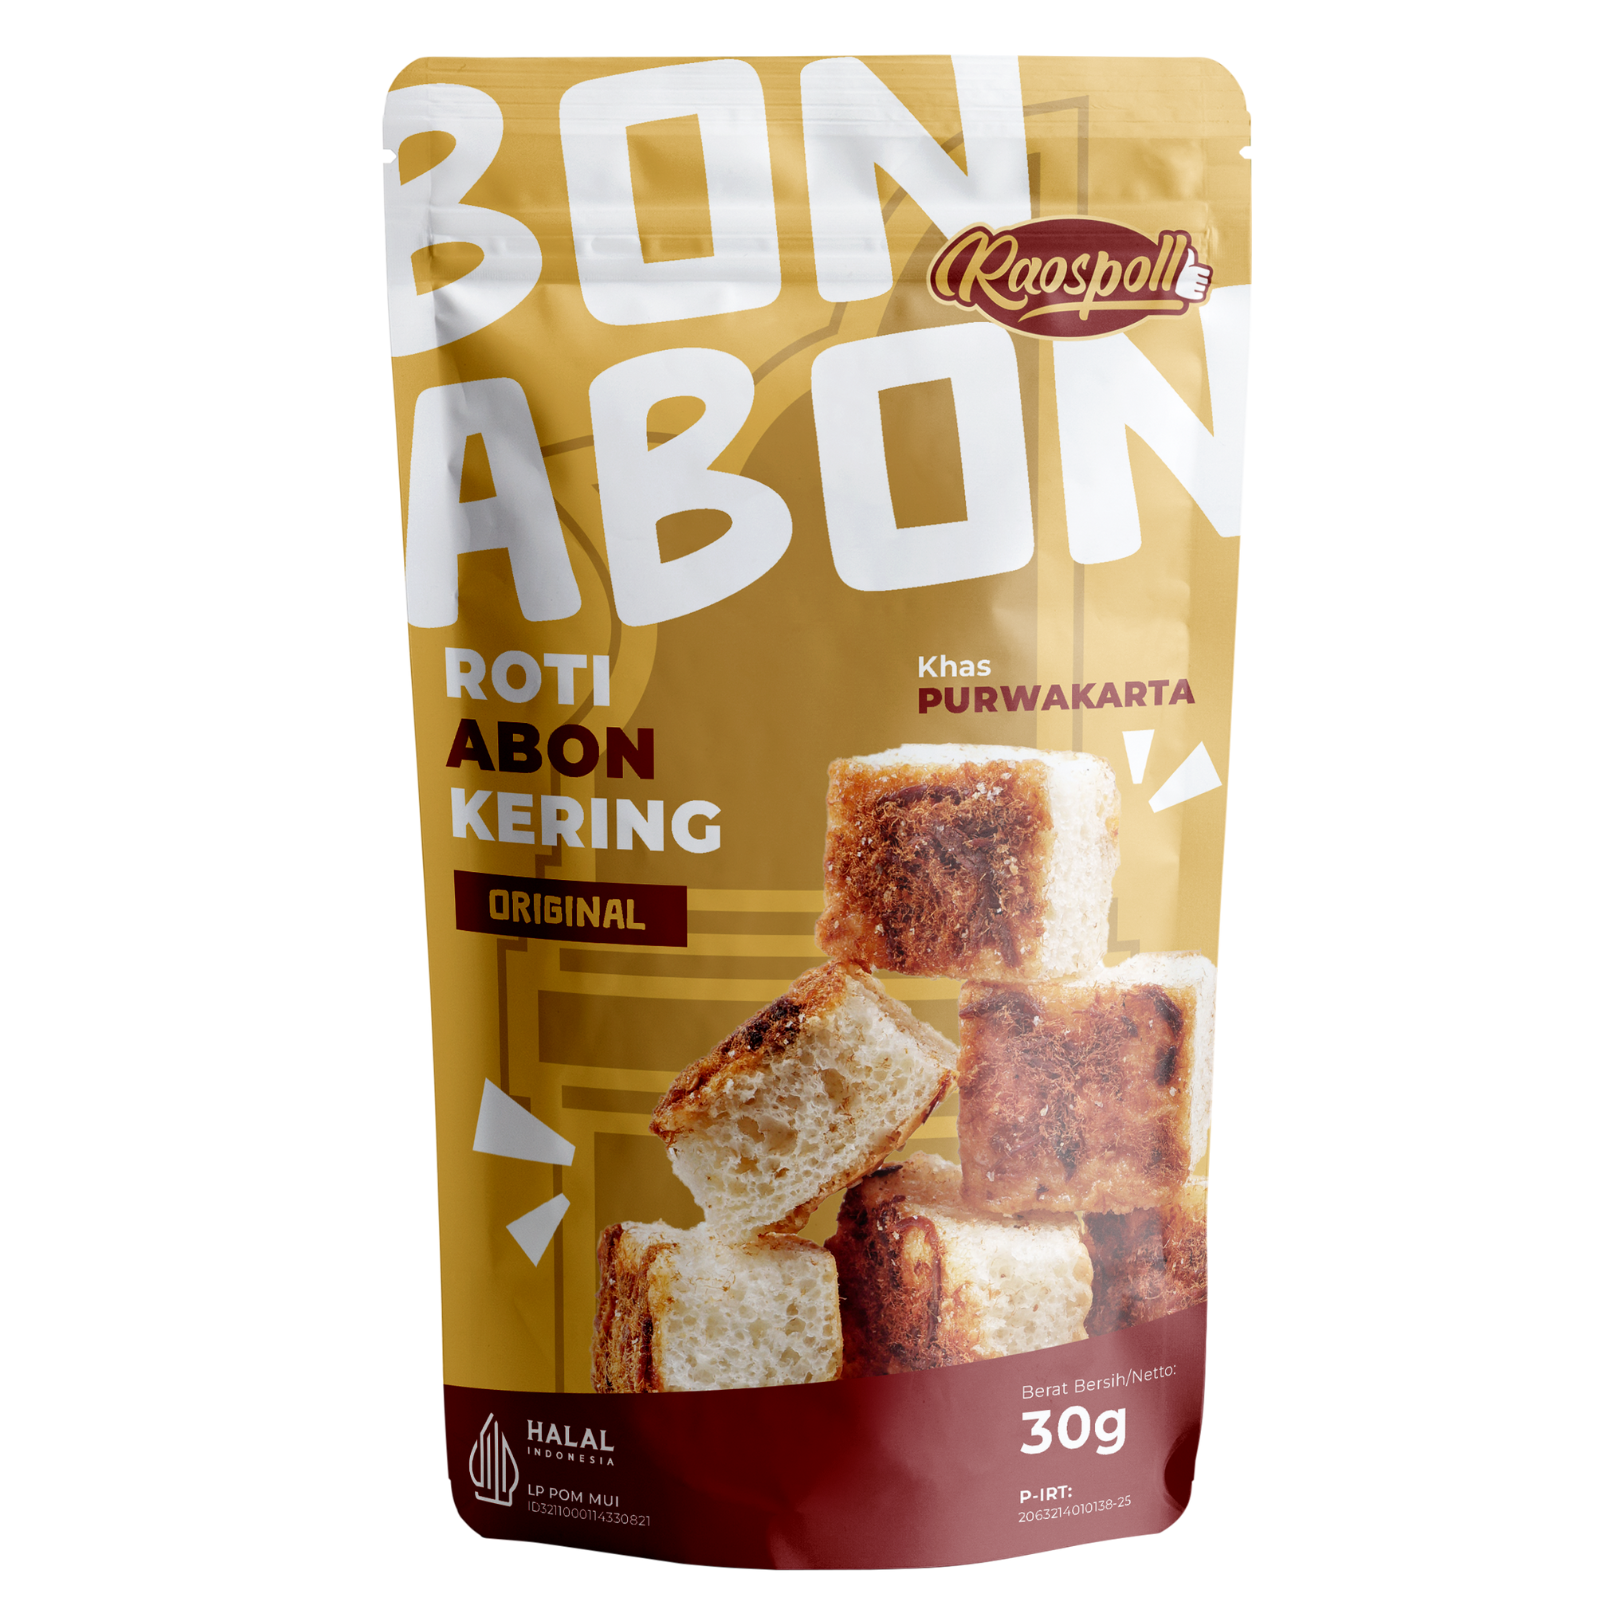 BON
Raospoll
ABON
ROTI
ABON
KERING
ORIGINAL
Khas
PURWAKARTA
HALAL
INDONESIA
LP POM MUI
ID3211000114330821
Berat Bersih/Netto:
30g
P-IRT:
2063214010138-25